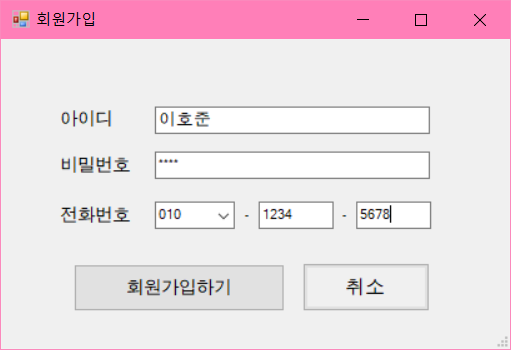 회원가입
아이디 이호준
비밀번호 ****
전화번호 010 - 1234 - 5678
회원가입하기 취소